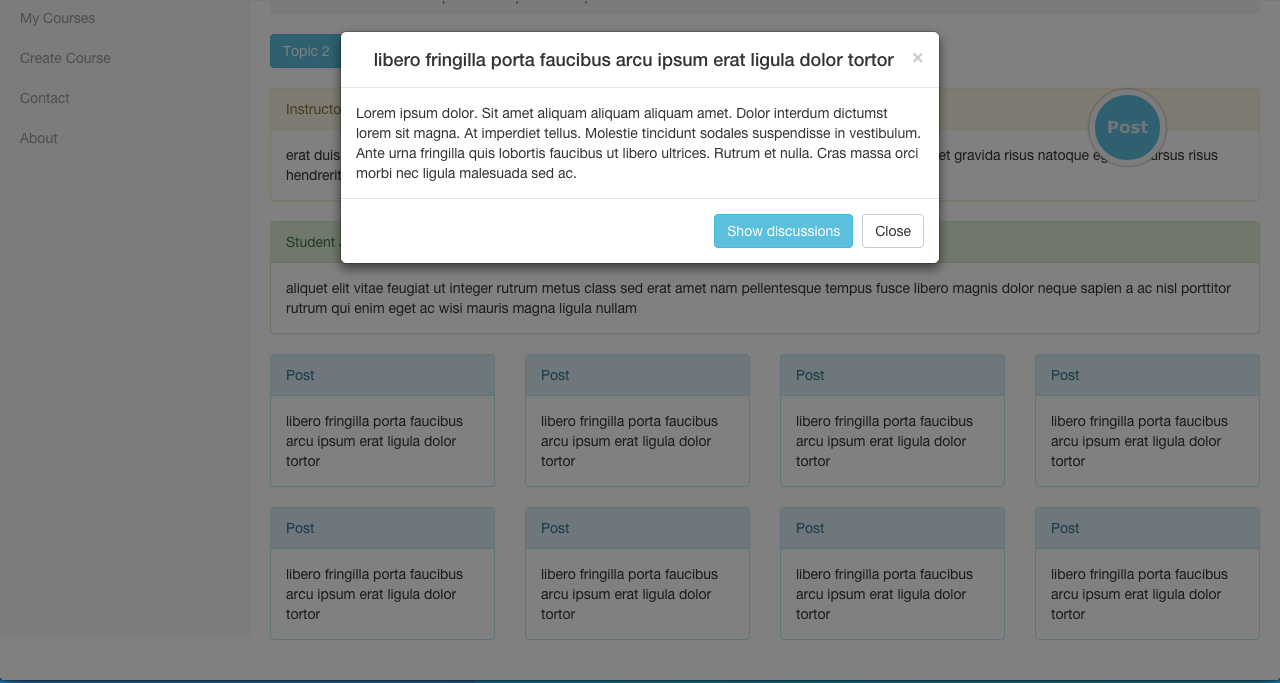 My Courses
Create Course
Contact
About
Topic 2
libero fringilla porta faucibus arcu ipsum erat ligula dolor tortor
×
Lorem ipsum dolor. Sit amet aliquam aliquam aliquam amet. Dolor interdum dictumst
lorem sit magna. At imperdiet tellus. Molestie tincidunt sodales suspendisse in vestibulum.
Ante urna fringilla quis lobortis faucibus ut libero ultrices. Rutrum et nulla. Cras massa orci
morbi nec ligula malesuada sed ac.
Show discussions
Close
Post
erat duis
et gravida risus natoque
risus
Student
aliquet elit vitae feugiat ut integer rutrum metus class sed erat amet nam pellentesque tempus fusce libero magnis dolor neque sapien a ac nisl porttitor
rutrum qui enim eget ac wisi mauris magna ligula nullam
Post
libero fringilla porta faucibus
arcu ipsum erat ligula dolor
tortor
Post
libero fringilla porta faucibus
arcu ipsum erat ligula dolor
tortor
Post
libero fringilla porta faucibus
arcu ipsum erat ligula dolor
tortor
Post
libero fringilla porta faucibus
arcu ipsum erat ligula dolor
tortor
Post
libero fringilla porta faucibus
arcu ipsum erat ligula dolor
tortor
Post
libero fringilla porta faucibus
arcu ipsum erat ligula dolor
tortor
Post
libero fringilla porta faucibus
arcu ipsum erat ligula dolor
tortor
Post
libero fringilla porta faucibus
arcu ipsum erat ligula dolor
tortor